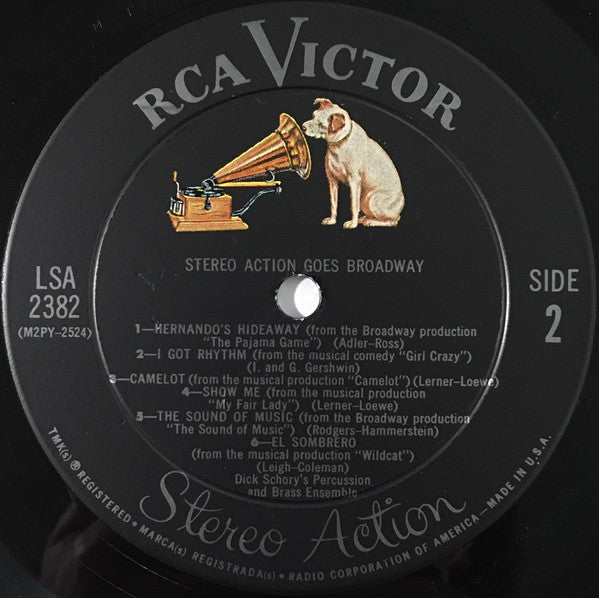 RCA VICTOR
STEREO ACTION GOES BROADWAY
LSA
2382
(M2PY-2524)
SIDE
2
1—HERNANDO'S HIDEAWAY (from the Broadway production
"The Pajama Game") (Adler-Ross)
2—I GOT RHYTHM (from the musical comedy "Girl Crazy")
(I. and G. Gershwin)
3—CAMELOT (from the musical production "Camelot") (Lerner-Loewe)
4—SHOW ME (from the musical production
"My Fair Lady") (Lerner-Loewe)
5—THE SOUND OF MUSIC (from the Broadway production
"The Sound of Music") (Rodgers-Hammerstein)
6—EL SOMBRERO
(from the musical production "Wildcat")
(Leigh-Coleman)
Dick Schory's Percussion
and Brass Ensemble
Stereo Action
TMK(s) ® REGISTERED • MARCA(s) REGISTRADA(s) • RADIO CORPORATION OF AMERICA—MADE IN U.S.A.